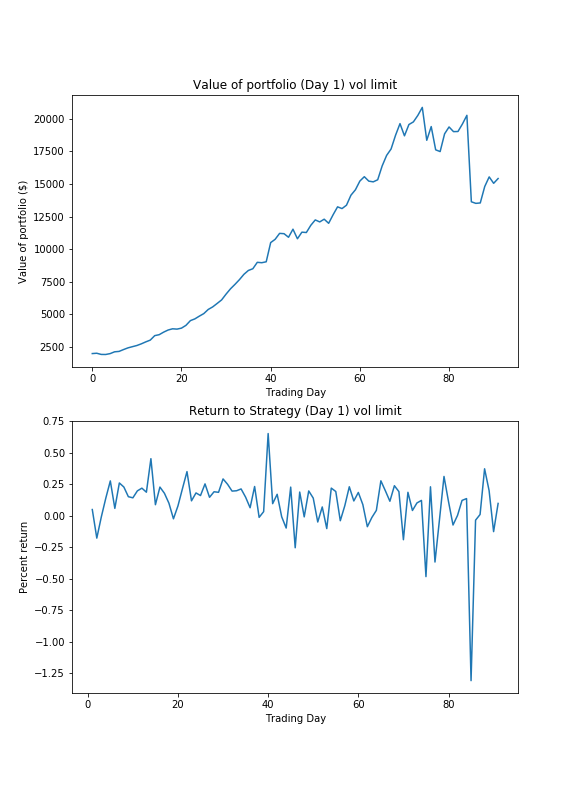 Value of portfolio (Day 1) vol limit
Value of portfolio ($)
20000
17500
15000
12500
10000
7500
5000
2500
0 20 40 60 80
Trading Day
Return to Strategy (Day 1) vol limit
Percent return
0.75
0.50
0.25
0.00
−0.25
−0.50
−0.75
−1.00
−1.25
0 20 40 60 80
Trading Day